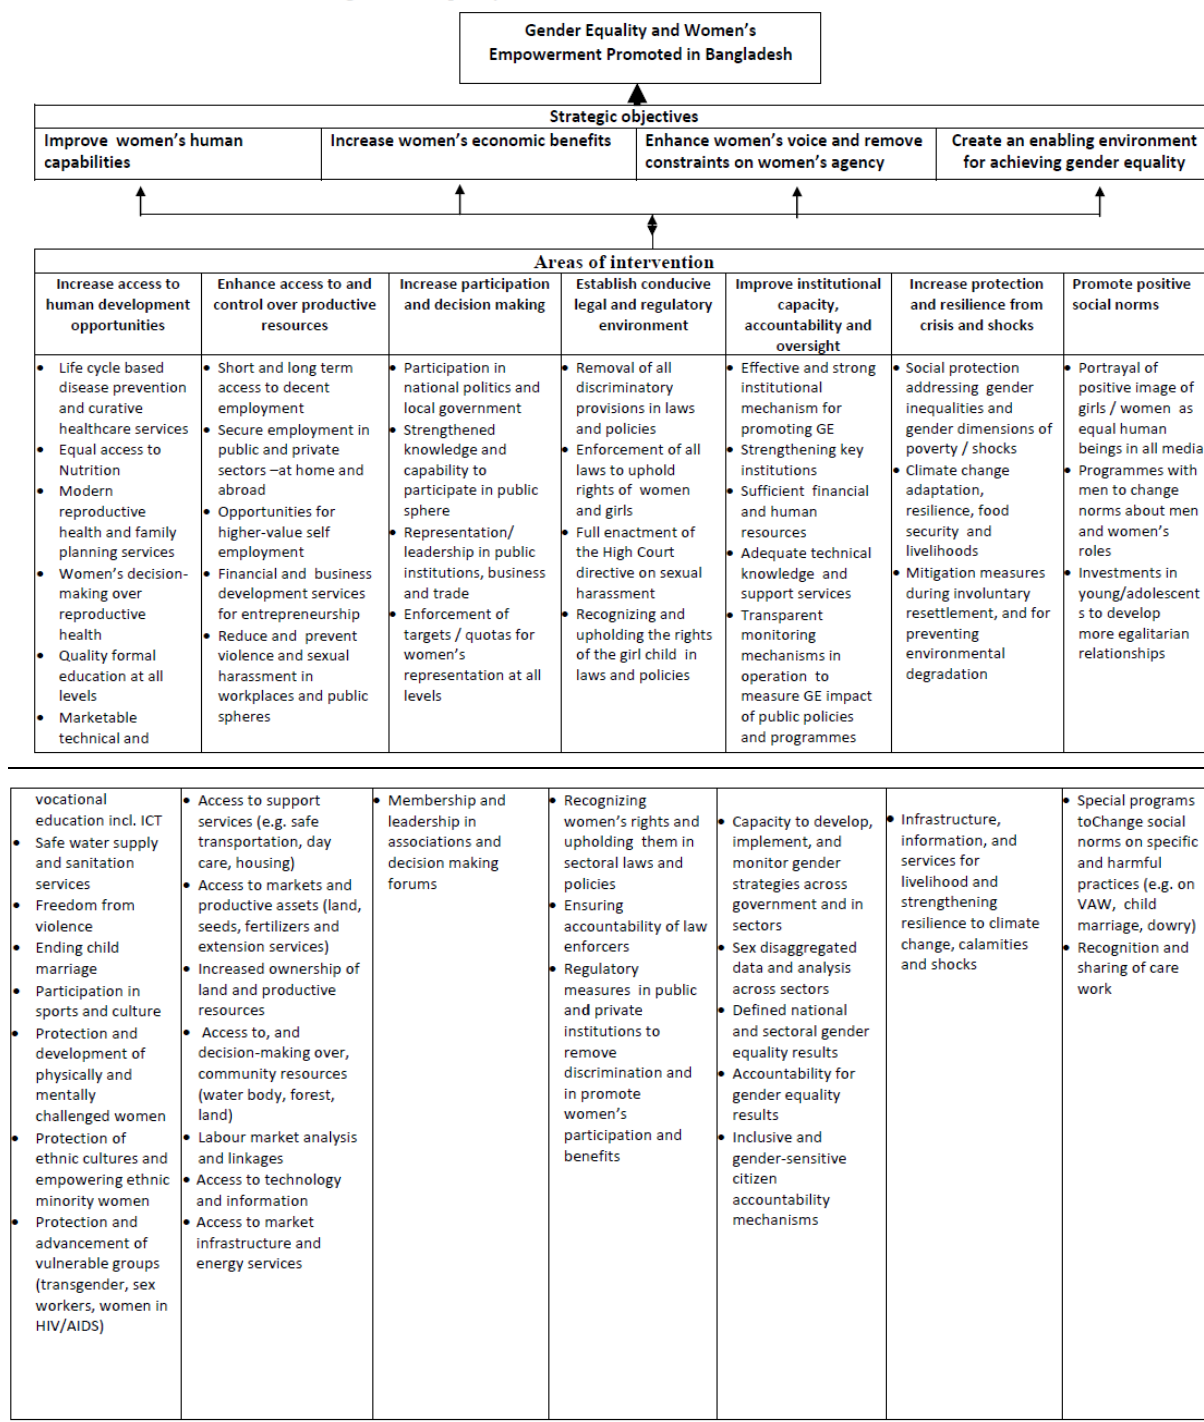 Gender Equality and Women's
Empowerment Promoted in Bangladesh
Strategic objectives
Improve women's human
capabilities
Increase women's economic benefits
Enhance women's voice and remove
constraints on women's agency
Create an enabling environment
for achieving gender equality
Areas of intervention
Increase access to
human development
opportunities
Enhance access to and
control over productive
resources
Increase participation
and decision making
Establish conducive
legal and regulatory
environment
Improve institutional
capacity,
accountability and
oversight
Increase protection
and resilience from
crisis and shocks
Promote positive
social norms
• Life cycle based
disease prevention
and curative
healthcare services
• Equal access to
Nutrition
• Modern
reproductive
health and family
planning services
• Women's decision-
making over
reproductive
health
• Quality formal
education at all
levels
• Marketable
technical and
• Short and long term
access to decent
employment
• Secure employment in
public and private
sectors –at home and
abroad
• Opportunities for
higher-value self
employment
• Financial and business
development services
for entrepreneurship
• Reduce and prevent
violence and sexual
harassment in
workplaces and public
spheres
• Participation in
national politics and
local government
• Strengthened
knowledge and
capability to
participate in public
sphere
• Representation/
leadership in public
institutions, business
and trade
• Enforcement of
targets / quotas for
women's
representation at all
levels
• Removal of all
discriminatory
provisions in laws
and policies
• Enforcement of all
laws to uphold
rights of women
and girls
• Full enactment of
the High Court
directive on sexual
harassment
• Recognizing and
upholding the rights
of the girl child in
laws and policies
• Effective and strong
institutional
mechanism for
promoting GE
• Strengthening key
institutions
• Sufficient financial
and human
resources
• Adequate technical
knowledge and
support services
• Transparent
monitoring
mechanisms in
operation to
measure GE impact
of public policies
and programmes
• Social protection
addressing gender
inequalities and
gender dimensions of
poverty / shocks
• Climate change
adaptation,
resilience, food
security and
livelihoods
• Mitigation measures
during involuntary
resettlement, and for
preventing
environmental
degradation
• Portrayal of
positive image of
girls / women as
equal human
beings in all media
• Programmes with
men to change
norms about men
and women's
roles
• Investments in
young/adolescent
s to develop
more egalitarian
relationships
vocational
education incl. ICT
• Safe water supply
and sanitation
services
• Freedom from
violence
• Ending child
marriage
• Participation in
sports and culture
• Protection and
development of
physically and
mentally
challenged women
• Protection of
ethnic cultures and
empowering ethnic
minority women
• Protection and
advancement of
vulnerable groups
(transgender, sex
workers, women in
HIV/AIDS)
• Access to support
services (e.g. safe
transportation, day
care, housing)
• Access to markets and
productive assets (land,
seeds, fertilizers and
extension services)
• Increased ownership of
land and productive
resources
• Access to, and
decision-making over,
community resources
(water body, forest,
land)
• Labour market analysis
and linkages
• Access to technology
and information
• Access to market
infrastructure and
energy services
• Membership and
leadership in
associations and
decision making
forums
• Recognizing
women's rights and
upholding them in
sectoral laws and
policies
• Ensuring
accountability of law
enforcers
• Regulatory
measures in public
and private
institutions to
remove
discrimination and
in promote
women's
participation and
benefits
• Capacity to develop,
implement, and
monitor gender
strategies across
government and in
sectors
• Sex disaggregated
data and analysis
across sectors
• Defined national
and sectoral gender
equality results
• Accountability for
gender equality
results
• Inclusive and
gender-sensitive
citizen
accountability
mechanisms
• Infrastructure,
information, and
services for
livelihood and
strengthening
resilience to climate
change, calamities
and shocks
• Special programs
toChange social
norms on specific
and harmful
practices (e.g. on
VAW, child
marriage, dowry)
• Recognition and
sharing of care
work